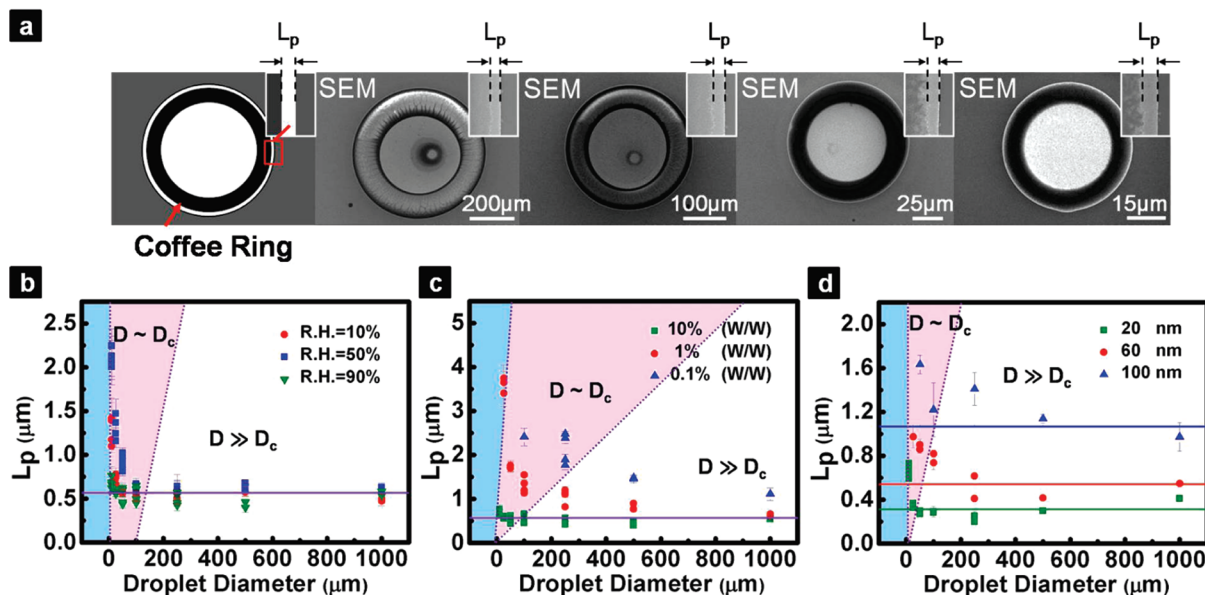 a
Lp Lp Lp Lp Lp
SEM SEM SEM SEM
200μm 100μm 25μm 15μm
Coffee Ring
b
Lp (μm)
2.5
2.0
1.5
1.0
0.5
0.0
D ~ Dc
R.H.=10%
R.H.=50%
R.H.=90%
D ≫ Dc
0 200 400 600 800 1000
Droplet Diameter (μm)
c
Lp (μm)
5
4
3
2
1
0
10% (W/W)
1% (W/W)
0.1% (W/W)
D ~ Dc
D ≫ Dc
0 200 400 600 800 1000
Droplet Diameter (μm)
d
Lp (μm)
2.0
1.6
1.2
0.8
0.4
0.0
D ~ Dc
20 nm
60 nm
100 nm
D ≫ Dc
0 200 400 600 800 1000
Droplet Diameter (μm)